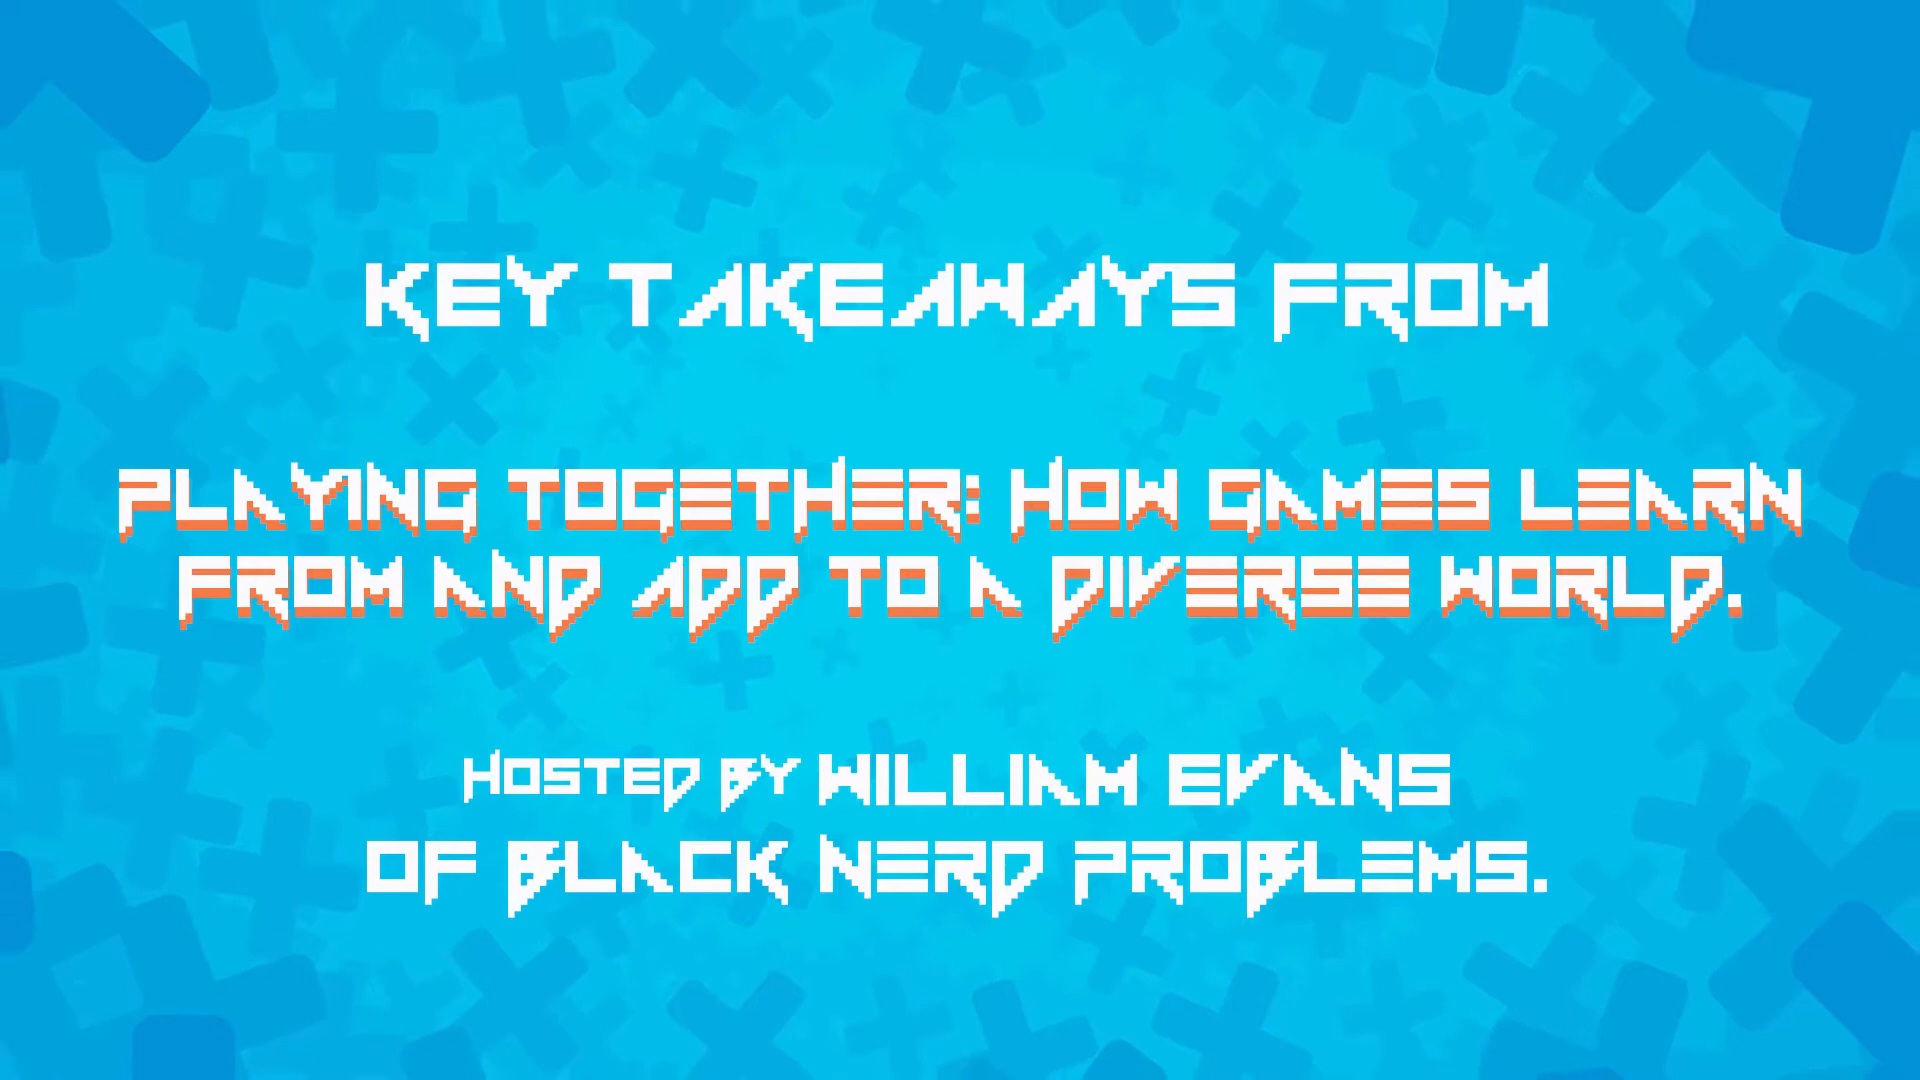 KEY TAKEAWAYS FROM
PLAYING TOGETHER: HOW GAMES LEARN
FROM AND ADD TO A DIVERSE WORLD.
HOSTED BY WILLIAM EVANS
OF BLACK NERD PROBLEMS.